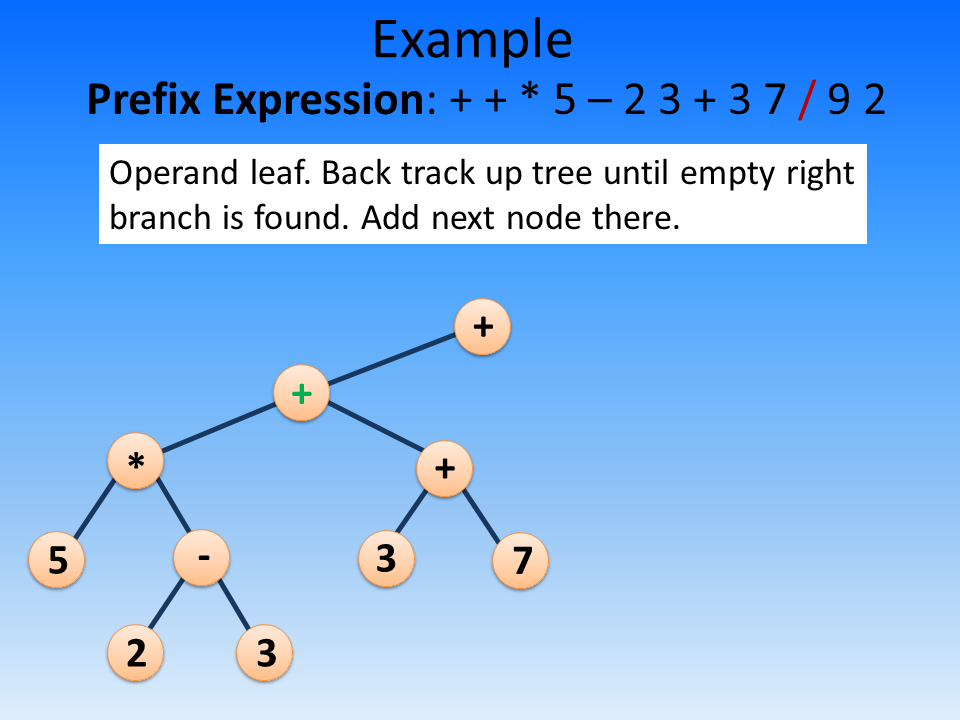 Example
Prefix Expression: + + * 5 – 2 3 + 3 7 / 9 2
Operand leaf. Back track up tree until empty right
branch is found. Add next node there.
+
+
* +
5 - 3 7
2 3